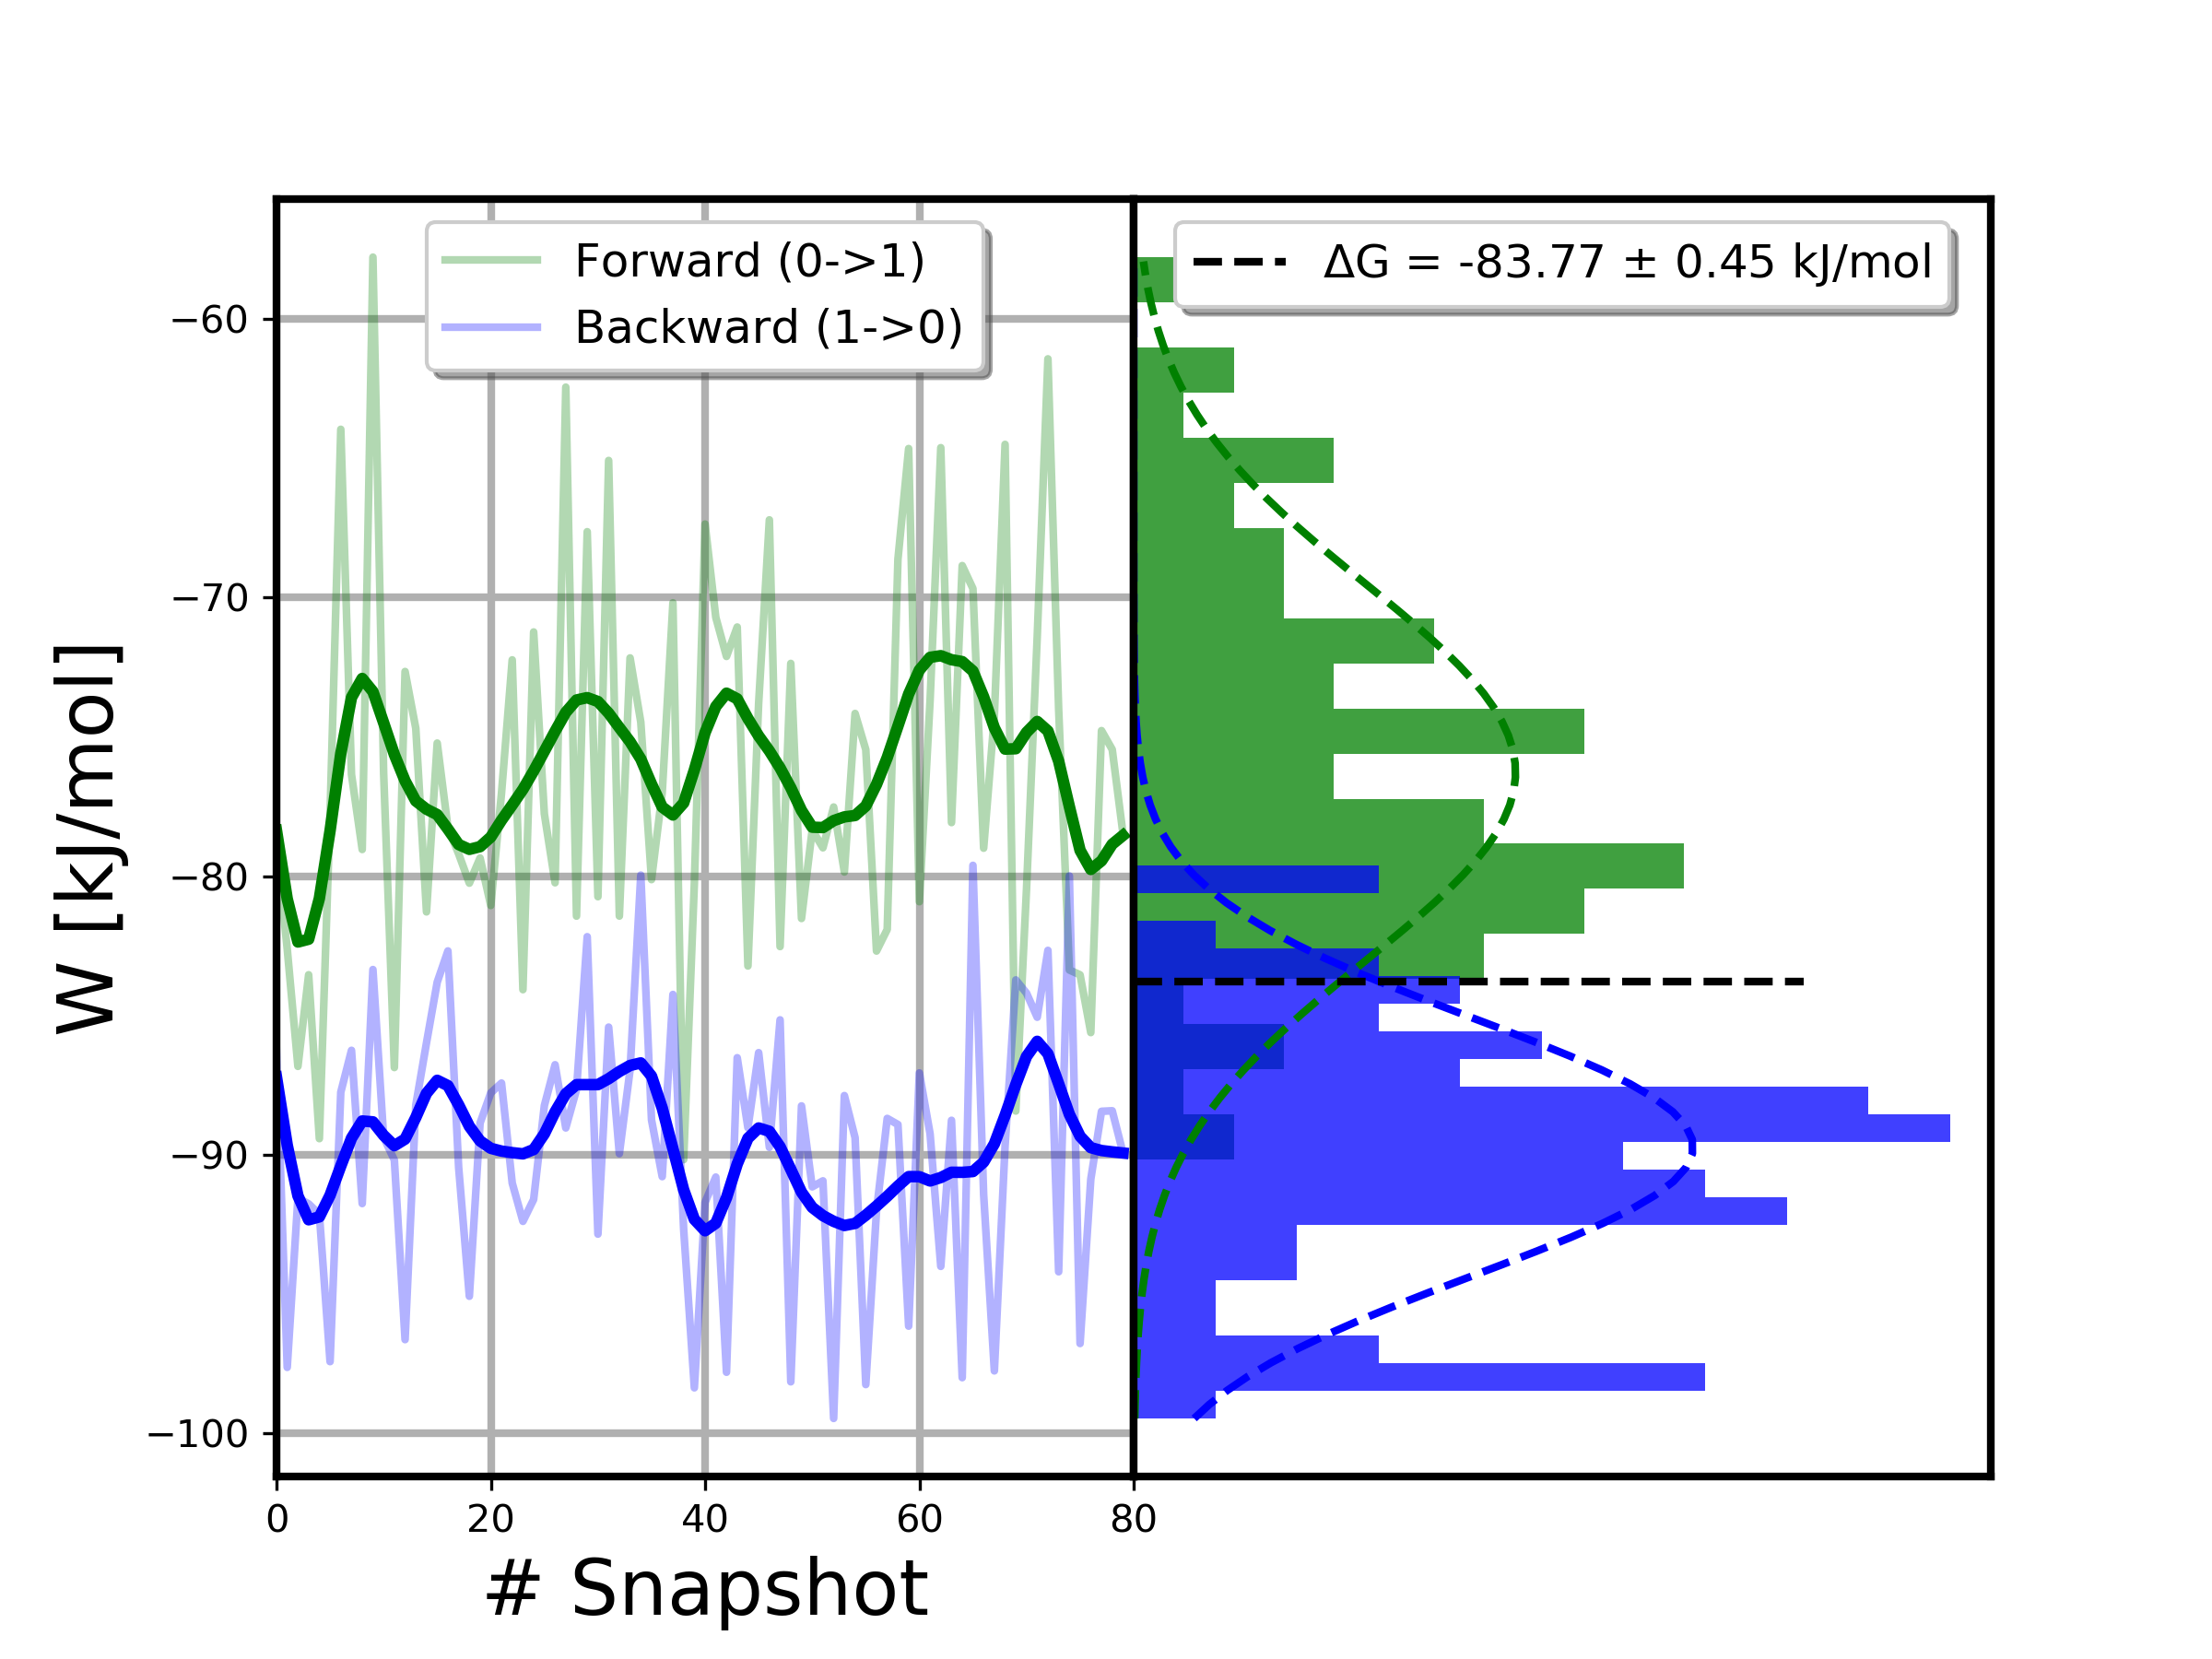 Forward (0->1)
Backward (1->0)
ΔG = -83.77 ± 0.45 kJ/mol
−60
−70
−80
−90
−100
W [kJ/mol]
0 20 40 60 80
# Snapshot